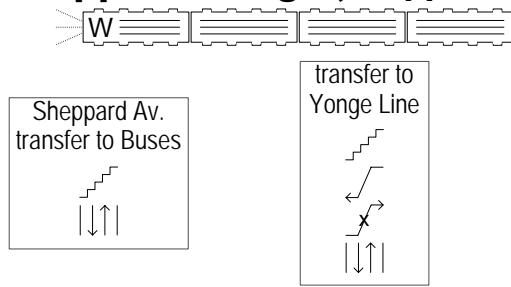 W
Sheppard Av.
transfer to Buses
transfer to
Yonge Line
x